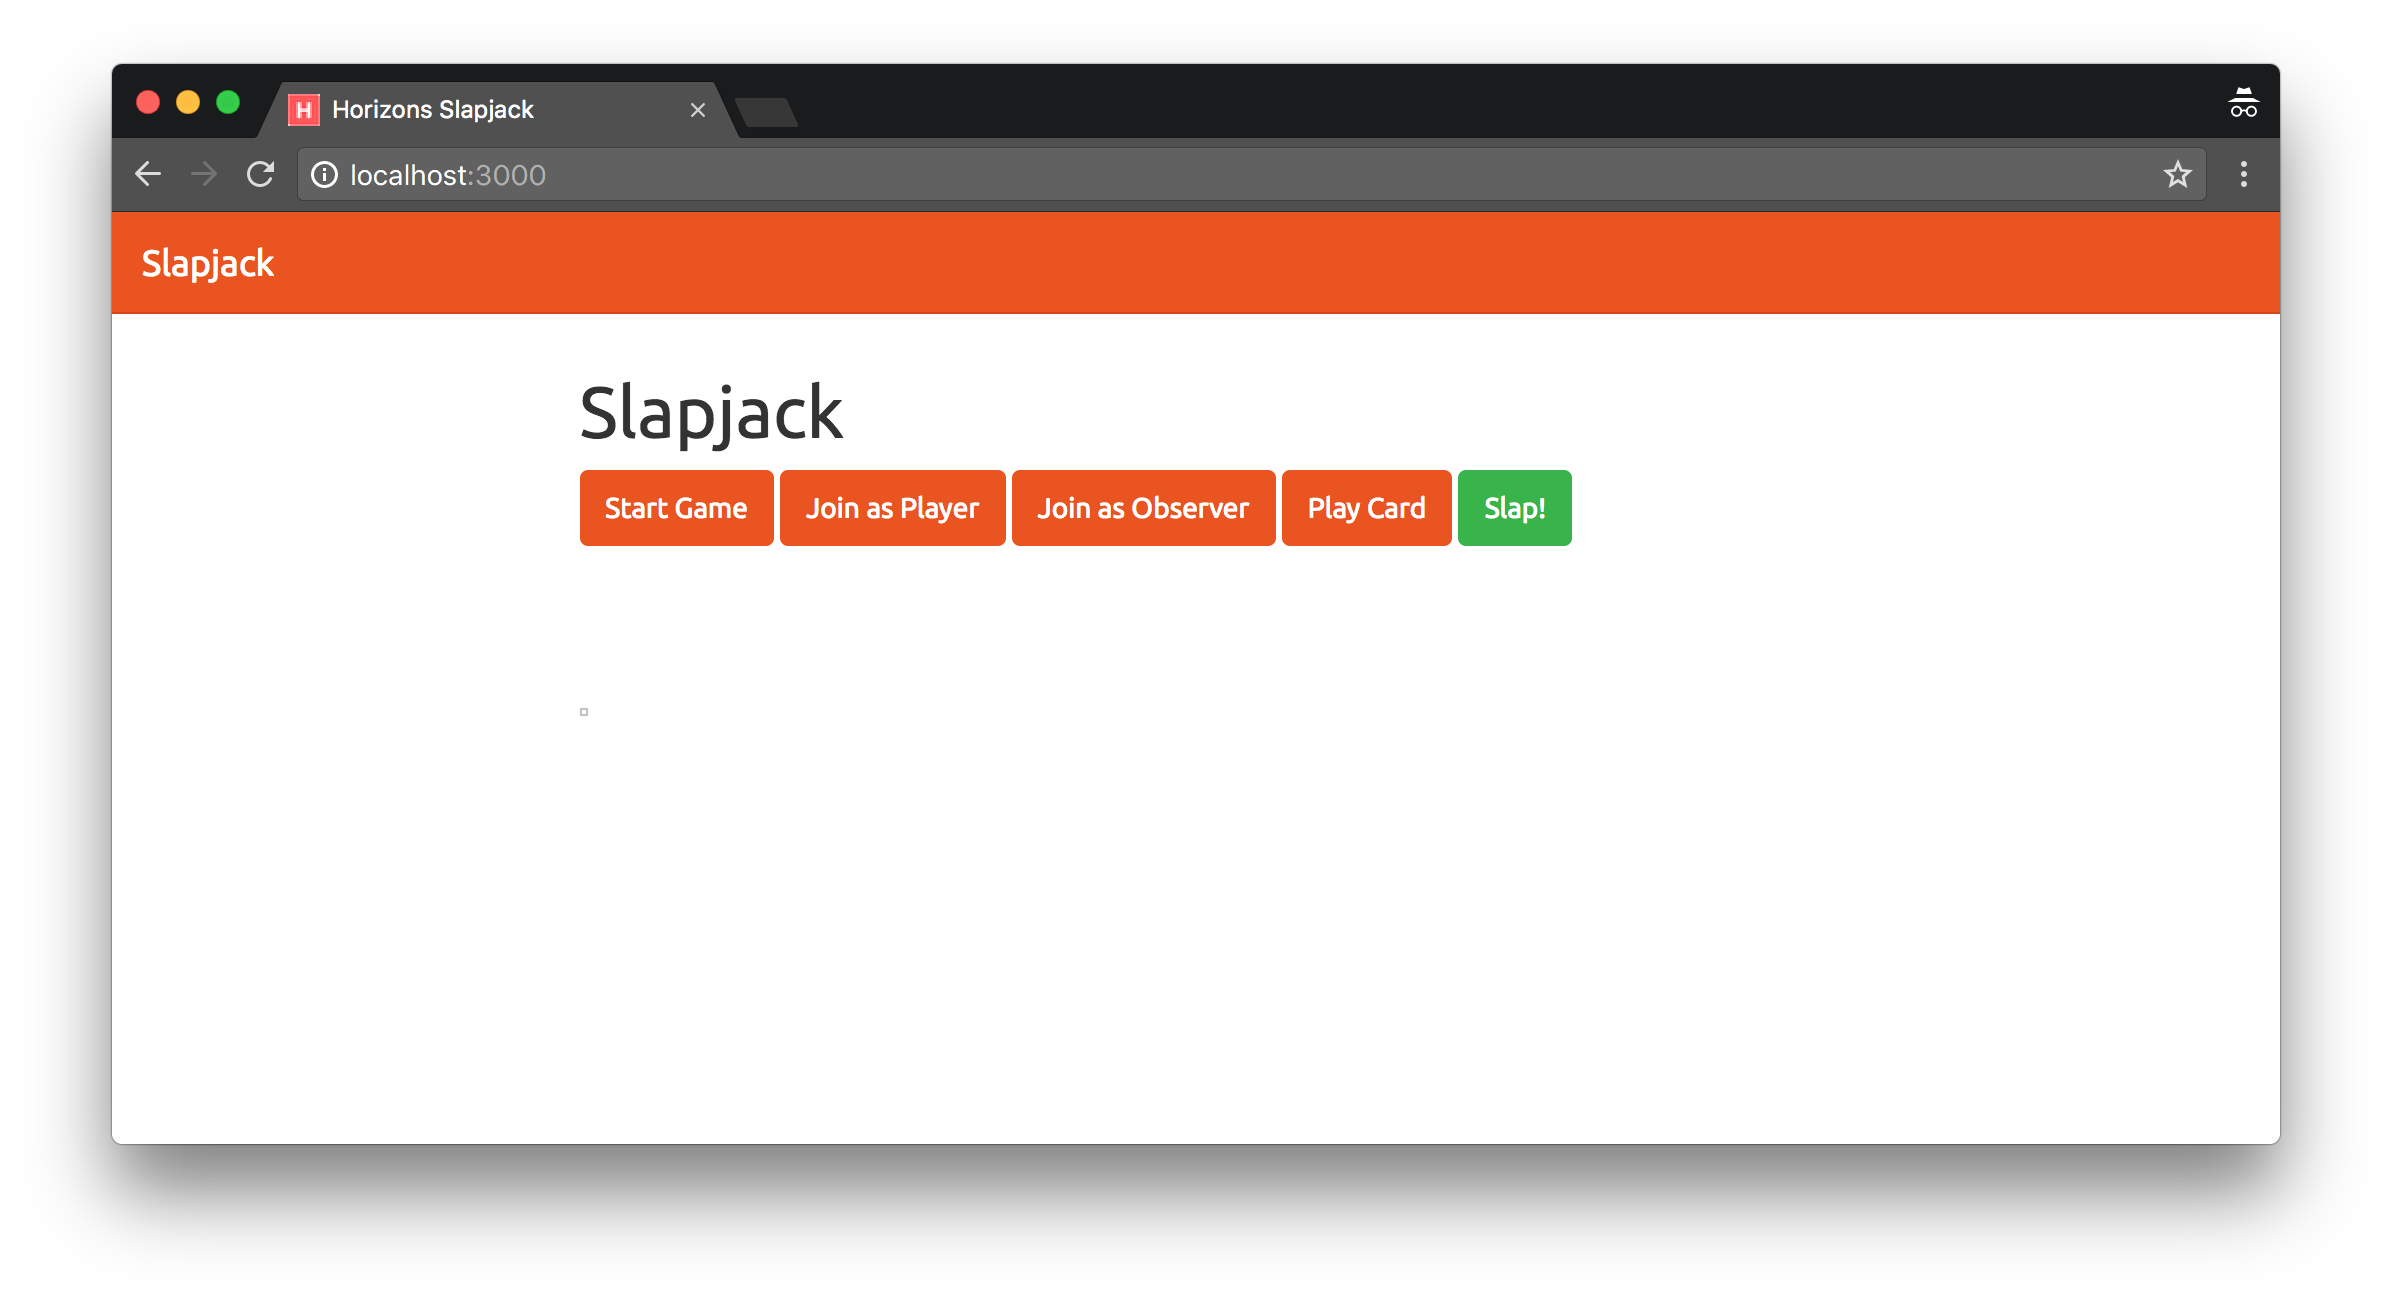 H Horizons Slapjack
localhost:3000
Slapjack
Slapjack
Start Game Join as Player Join as Observer Play Card Slap!